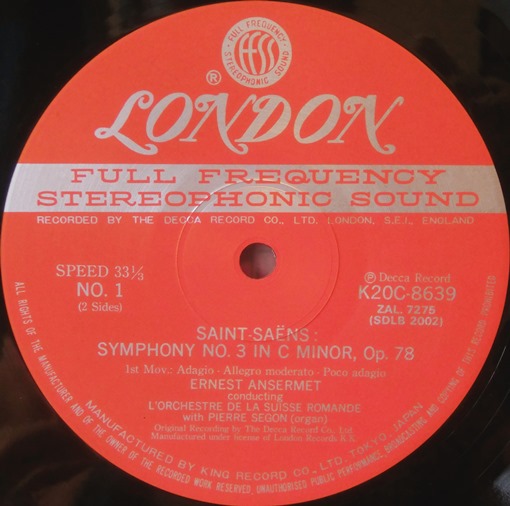 FULL FREQUENCY
ffss
STEREOPHONIC SOUND
®
LONDON
FULL FREQUENCY
STEREOPHONIC SOUND
RECORDED BY THE DECCA RECORD CO., LTD. LONDON, S.E.I., ENGLAND
SPEED 33⅓
NO. 1
(2 Sides)
℗ Decca Record
K20C-8639
ZAL. 7275
(SDLB 2002)
SAINT-SAËNS:
SYMPHONY NO. 3 IN C MINOR, Op. 78
1st Mov.: Adagio - Allegro moderato - Poco adagio
ERNEST ANSERMET
conducting
L'ORCHESTRE DE LA SUISSE ROMANDE
with PIERRE SEGON (organ)
Original Recording by The Decca Record Co., Ltd.
Manufactured under license of London Records K.K.
MANUFACTURED BY KING RECORD CO., LTD. TOKYO, JAPAN
ALL RIGHTS OF THE MANUFACTURER AND OF THE OWNER OF THE RECORDED WORK RESERVED, UNAUTHORISED PUBLIC PERFORMANCE, BROADCASTING AND COPYING OF THIS RECORD PROHIBITED